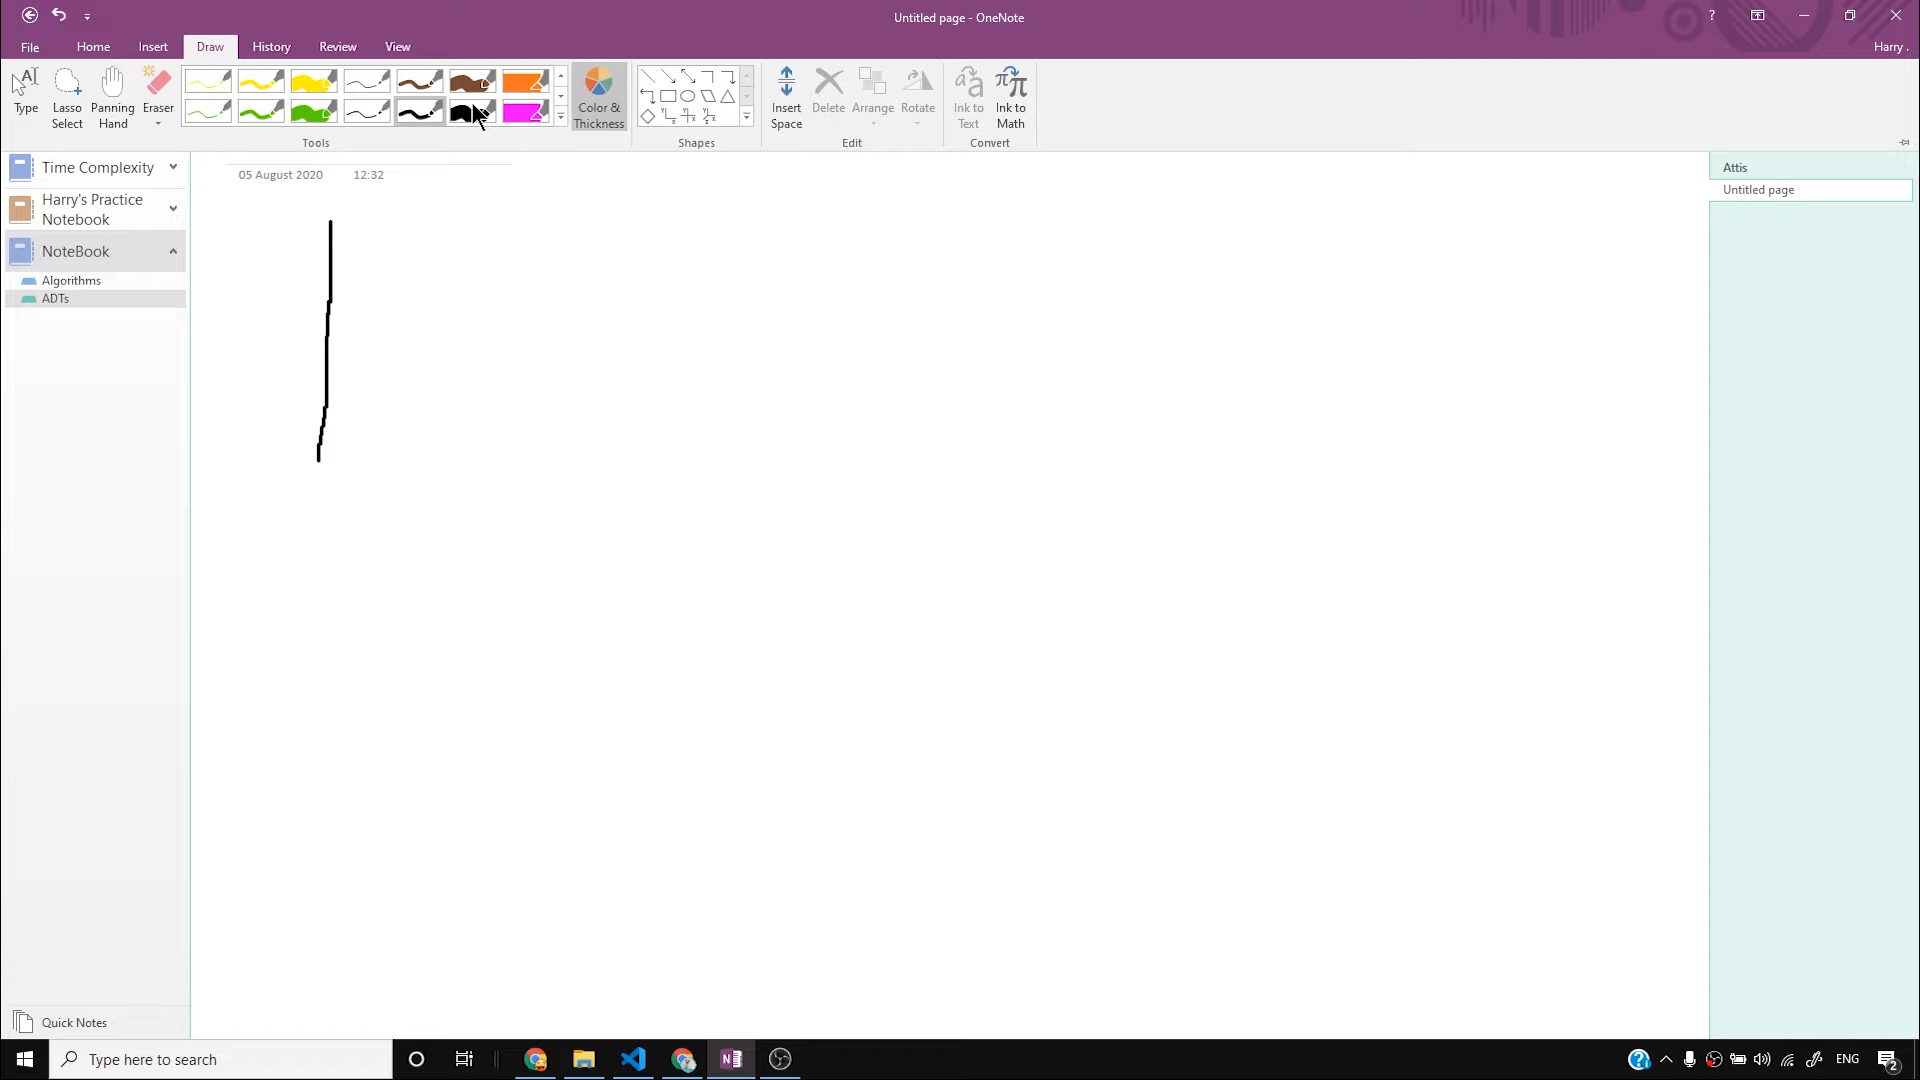 Untitled page - OneNote
?
File
Home
Insert
Draw
History
Review
View
Harry .
Type
Lasso
Select
Panning
Hand
Eraser
Color &
Thickness
Insert
Space
Delete
Arrange
Rotate
Ink to
Text
Ink to
Math
Tools
Shapes
Edit
Convert
Time Complexity
Harry's Practice
Notebook
NoteBook
Algorithms
ADTs
05 August 2020 12:32
Attis
Untitled page
Quick Notes
Type here to search
ENG
2